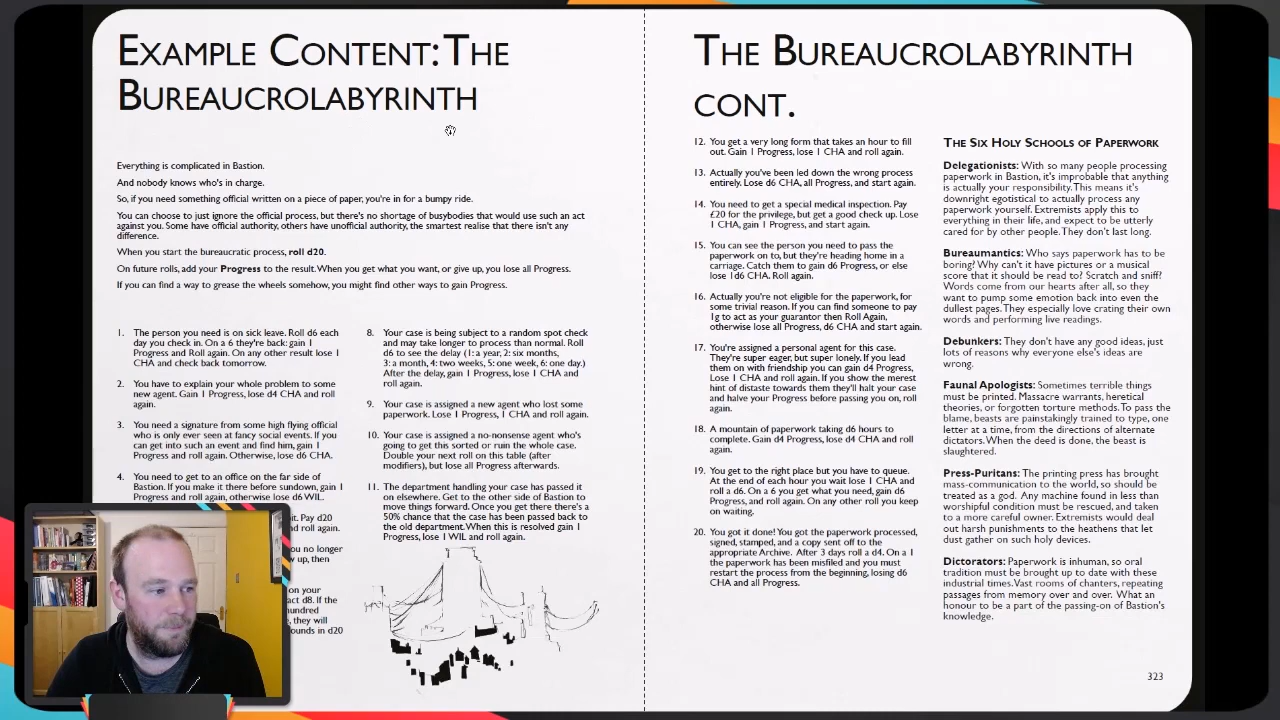 EXAMPLE CONTENT: THE
BUREAUCROLABYRINTH
Everything is complicated in Bastion.
And nobody knows who's in charge.
So, if you need something official written on a piece of paper, you're in for a bumpy ride.
You can choose to just ignore the official process, but there's no shortage of busybodies that would use such an act
against you. Some have official authority, others have unofficial authority, the smartest realise that there isn't any
difference.
When you start the bureaucratic process, roll d20.
On future rolls, add your Progress to the result. When you get what you want, or give up, you lose all Progress.
If you can find a way to grease the wheels somehow, you might find other ways to gain Progress.
1. The person you need is on sick leave. Roll d6 each
day you check in. On a 6 they're back: gain 1
Progress and Roll again. On any other result lose 1
CHA and check back tomorrow.
2. You have to explain your whole problem to some
new agent. Gain 1 Progress, lose d4 CHA and roll
again.
3. You need a signature from some high flying official
who is only ever seen at fancy social events. If you
can get into such an event and find him, gain 1
Progress and roll again. Otherwise, lose d6 CHA.
4. You need to get to an office on the far side of
Bastion. If you make it there before sundown, gain 1
Progress and roll again, otherwise lose d6 WIL.
it. Pay d20
nd roll again.
ou no longer
up, then
on your
act d8. If the
hundred
e, they will
ounds in d20
8. Your case is being subject to a random spot check
and may take longer to process than normal. Roll
d6 to see the delay (1: a year, 2: six months,
3: a month, 4: two weeks, 5: one week, 6: one day.)
After the delay, gain 1 Progress, lose 1 CHA and
roll again.
9. Your case is assigned a new agent who lost some
paperwork. Lose 1 Progress, 1 CHA and roll again.
10. Your case is assigned a no-nonsense agent who's
going to get this sorted or ruin the whole case.
Double your next roll on this table (after
modifiers), but lose all Progress afterwards.
11. The department handling your case has passed it
on elsewhere. Get to the other side of Bastion to
move things forward. Once you get there there's a
50% chance that the case has been passed back to
the old department. When this is resolved gain 1
Progress, lose 1 WIL and roll again.
THE BUREAUCROLABYRINTH
CONT.
12. You get a very long form that takes an hour to fill
out. Gain 1 Progress, lose 1 CHA and roll again.
13. Actually you've been led down the wrong process
entirely. Lose d6 CHA, all Progress, and start again.
14. You need to get a special medical inspection. Pay
£20 for the privilege, but get a good check up. Lose
1 CHA, gain 1 Progress, and start again.
15. You can see the person you need to pass the
paperwork on to, but they're heading home in a
carriage. Catch them to gain d6 Progress, or else
lose 1d6 CHA. Roll again.
16. Actually you're not eligible for the paperwork, for
some trivial reason. If you can find someone to pay
1g to act as your guarantor then Roll Again,
otherwise lose all Progress, d6 CHA and start again.
17. You're assigned a personal agent for this case.
They're super eager, but super lonely. If you lead
them on with friendship you can gain d4 Progress,
Lose 1 CHA and roll again. If you show the merest
hint of distaste towards them they'll halt your case
and halve your Progress before passing you on, roll
again.
18. A mountain of paperwork taking d6 hours to
complete. Gain d4 Progress, lose d4 CHA and roll
again.
19. You get to the right place but you have to queue.
At the end of each hour you wait lose 1 CHA and
roll a d6. On a 6 you get what you need, gain d6
Progress, and roll again. On any other roll you keep
on waiting.
20. You got it done! You got the paperwork processed,
signed, stamped, and a copy sent off to the
appropriate Archive. After 3 days roll a d4. On a 1
the paperwork has been misfiled and you must
restart the process from the beginning, losing d6
CHA and all Progress.
THE SIX HOLY SCHOOLS OF PAPERWORK
Delegationists: With so many people processing
paperwork in Bastion, it's improbable that anything
is actually your responsibility. This means it's
downright egotistical to actually process any
paperwork yourself. Extremists apply this to
everything in their life, and expect to be utterly
cared for by other people. They don't last long.
Bureaumantics: Who says paperwork has to be
boring? Why can't it have pictures or a musical
score that it should be read to? Scratch and sniff?
Words come from our hearts after all, so they
want to pump some emotion back into even the
dullest pages. They especially love crating their own
words and performing live readings.
Debunkers: They don't have any good ideas, just
lots of reasons why everyone else's ideas are
wrong.
Faunal Apologists: Sometimes terrible things
must be printed. Massacre warrants, heretical
theories, or forgotten torture methods. To pass the
blame, beasts are painstakingly trained to type, one
letter at a time, from the directions of alternate
dictators. When the deed is done, the beast is
slaughtered.
Press-Puritans: The printing press has brought
mass-communication to the world, so should be
treated as a god. Any machine found in less than
worshipful condition must be rescued, and taken
to a more careful owner. Extremists would deal
out harsh punishments to the heathens that let
dust gather on such holy devices.
Dictorators: Paperwork is inhuman, so oral
tradition must be brought up to date with these
industrial times. Vast rooms of chanters, repeating
passages from memory over and over. What an
honour to be a part of the passing-on of Bastion's
knowledge.
323